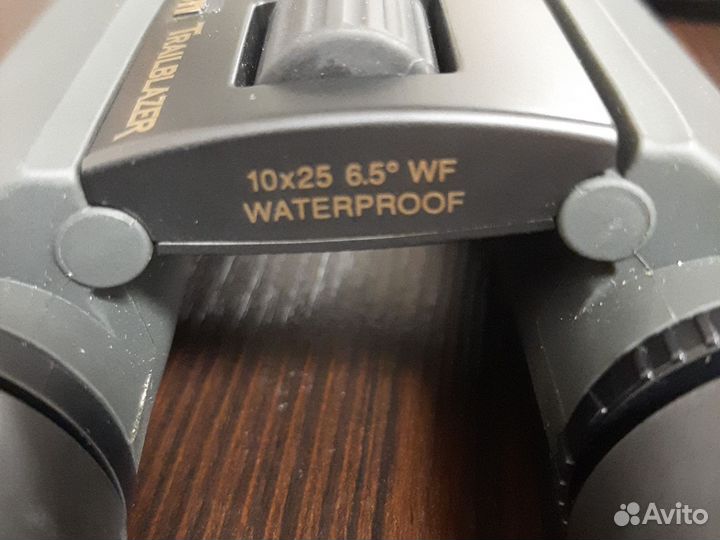 TRAILBLAZER
10x25 6.5° WF
WATERPROOF
Avito